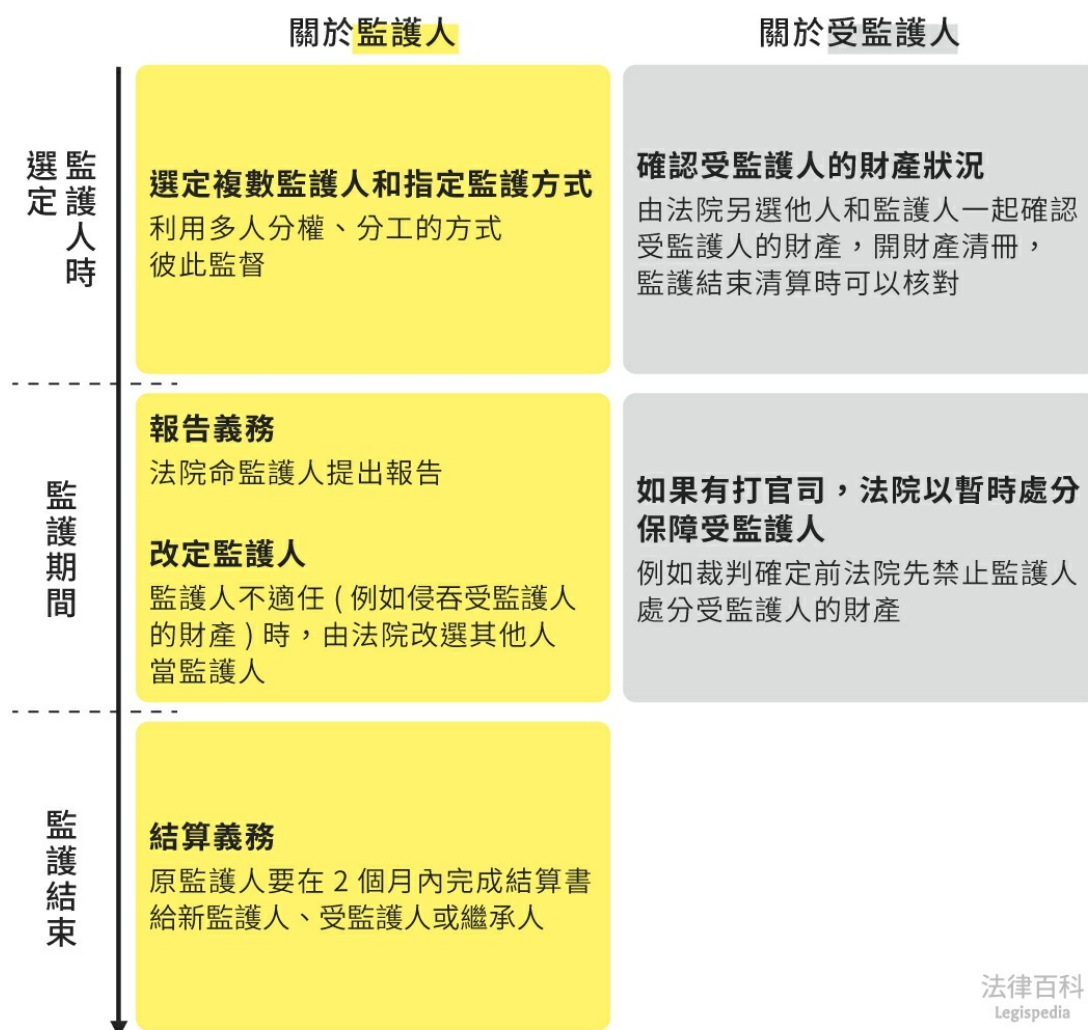 關於監護人
關於受監護人
選定
監護人時
選定複數監護人和指定監護方式
利用多人分權、分工的方式
彼此監督
確認受監護人的財產狀況
由法院另選他人和監護人一起確認
受監護人的財產，開財產清冊，
監護結束清算時可以核對
監護期間
報告義務
法院命監護人提出報告
改定監護人
監護人不適任 ( 例如侵吞受監護人
的財產 ) 時，由法院改選其他人
當監護人
如果有打官司，法院以暫時處分
保障受監護人
例如裁判確定前法院先禁止監護人
處分受監護人的財產
監護結束
結算義務
原監護人要在 2 個月內完成結算書
給新監護人、受監護人或繼承人
法律百科
Legispedia